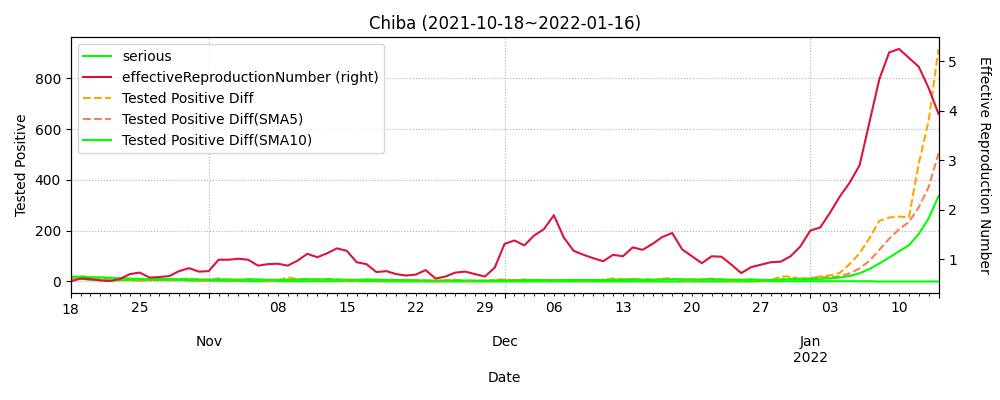 Chiba (2021-10-18~2022-01-16)
serious
effectiveReproductionNumber (right)
Tested Positive Diff
Tested Positive Diff(SMA5)
Tested Positive Diff(SMA10)
Tested Positive
800
600
400
200
0
5
4
3
2
1
Effective Reproduction Number
18 25 08 15 22 29 06 13 20 27 03 10
Nov Dec Jan
2022
Date